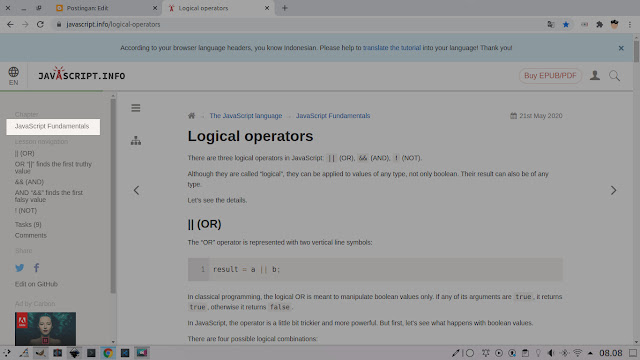 Postingan: Edit
Logical operators
javascript.info/logical-operators
According to your browser language headers, you know Indonesian. Please help to translate the tutorial into your language! Thank you!
EN
JAVASCRIPT.INFO
Buy EPUB/PDF
Chapter
JavaScript Fundamentals
Lesson navigation
|| (OR)
OR "||" finds the first truthy
value
&& (AND)
AND "&&" finds the first
falsy value
! (NOT)
Tasks (9)
Comments
Share
Edit on GitHub
Ad by Carbon
The JavaScript language
JavaScript Fundamentals
21st May 2020
Logical operators
There are three logical operators in JavaScript: || (OR), && (AND), ! (NOT).
Although they are called "logical", they can be applied to values of any type, not only boolean. Their result can also be of any
type.
Let's see the details.
|| (OR)
The "OR" operator is represented with two vertical line symbols:
1 result = a || b;
In classical programming, the logical OR is meant to manipulate boolean values only. If any of its arguments are true, it returns
true, otherwise it returns false.
In JavaScript, the operator is a little bit trickier and more powerful. But first, let's see what happens with boolean values.
There are four possible logical combinations:
08.08